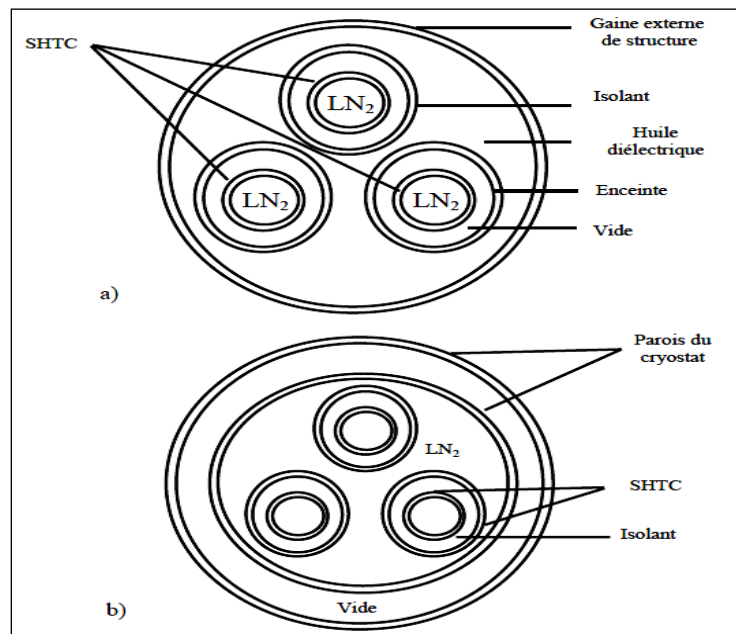 Gaine externe
de structure
SHTC
LN₂
Isolant
Huile
diélectrique
LN₂
LN₂
Enceinte
Vide
a)
Parois du
cryostat
LN₂
SHTC
Isolant
Vide
b)